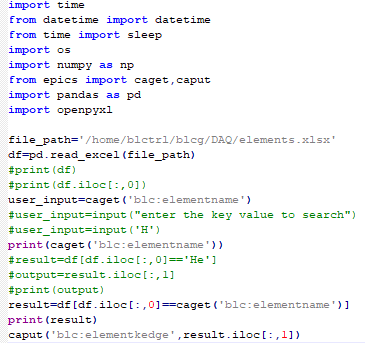 import time
from datetime import datetime
from time import sleep
import os
import numpy as np
from epics import caget,caput
import pandas as pd
import openpyxl
file_path='/home/blctrl/blcg/DAQ/elements.xlsx'
df=pd.read_excel(file_path)
#print(df)
#print(df.iloc[:,0])
user_input=caget('blc:elementname')
#user_input=input("enter the key value to search")
#user_input=input('H')
print(caget('blc:elementname'))
#result=df[df.iloc[:,0]=='He']
#output=result.iloc[:,1]
#print(output)
result=df[df.iloc[:,0]==caget('blc:elementname')]
print(result)
caput('blc:elementkedge',result.iloc[:,1])